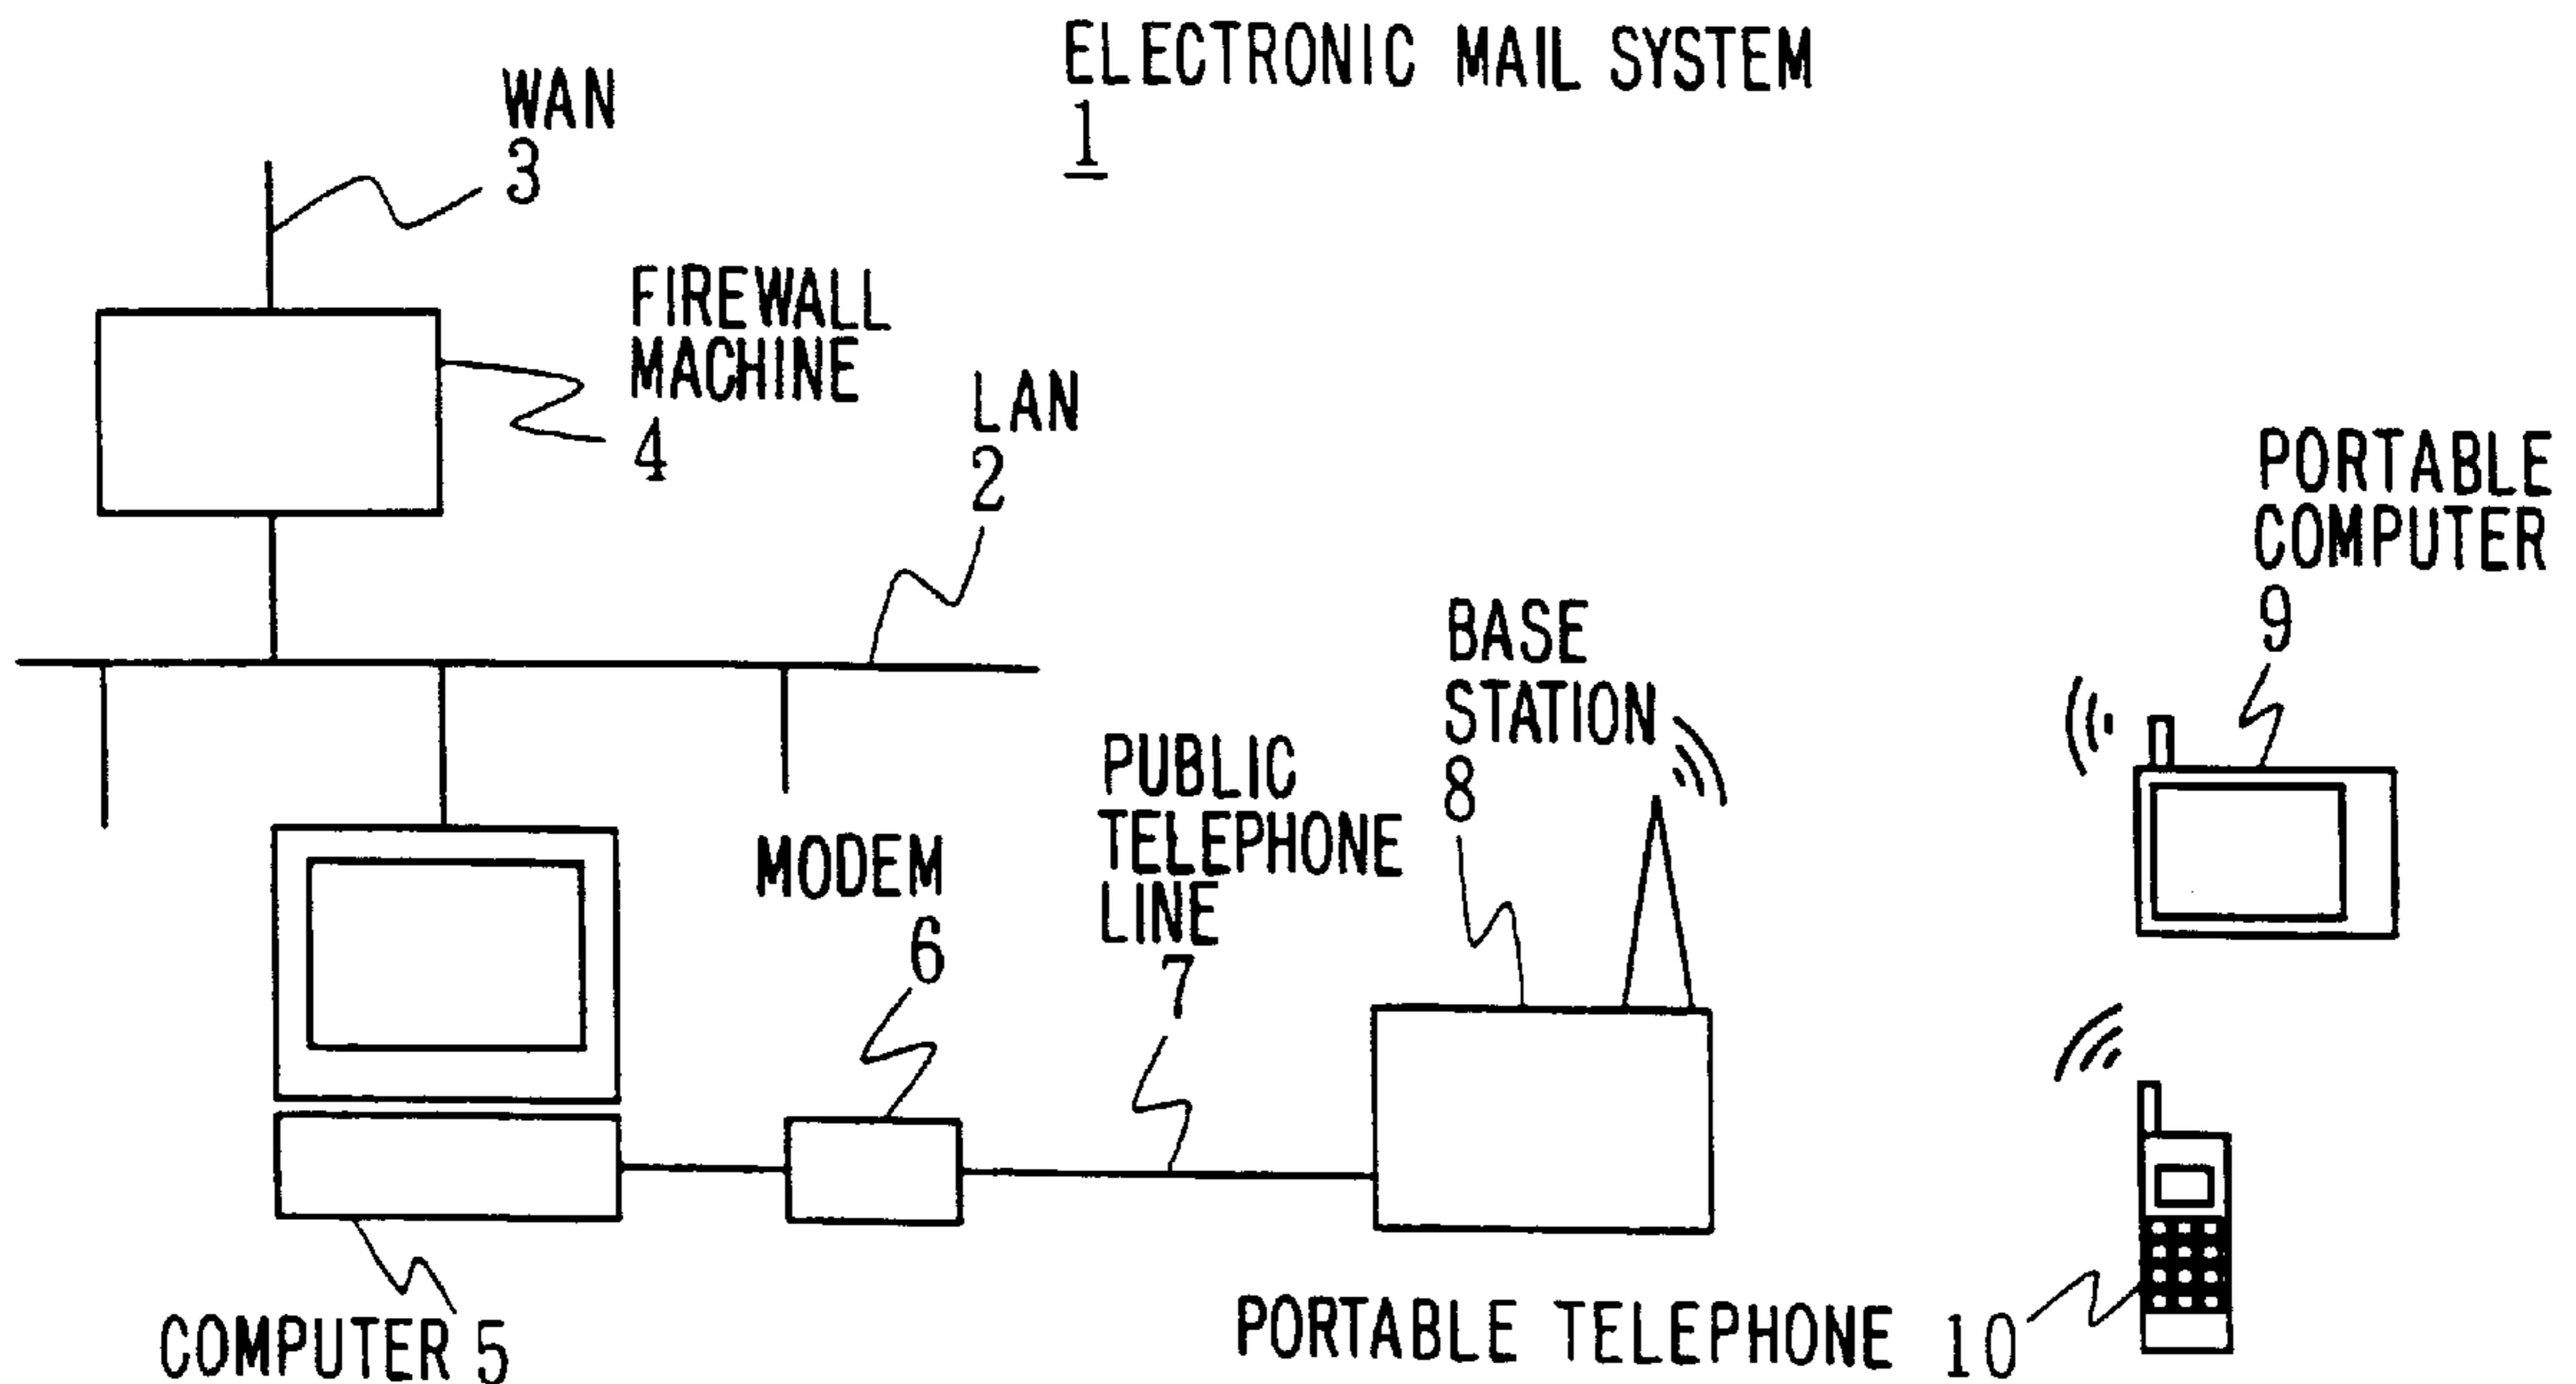 ELECTRONIC MAIL SYSTEM
1
WAN
3
FIREWALL
MACHINE
4
LAN
2
PORTABLE
COMPUTER
9
BASE
STATION
8
PUBLIC
TELEPHONE
LINE
7
MODEM
6
COMPUTER 5
PORTABLE TELEPHONE 10